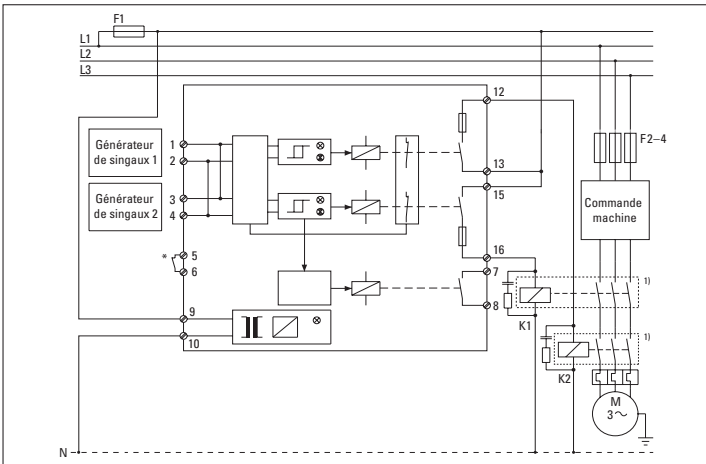 F1
L1
L2
L3
12
Générateur
de singaux 1
1
2
F2–4
13
Générateur
de singaux 2
3
4
15
Commande
machine
*
5
6
16
7
8
1)
9
10
K1
1)
K2
M
3~
N